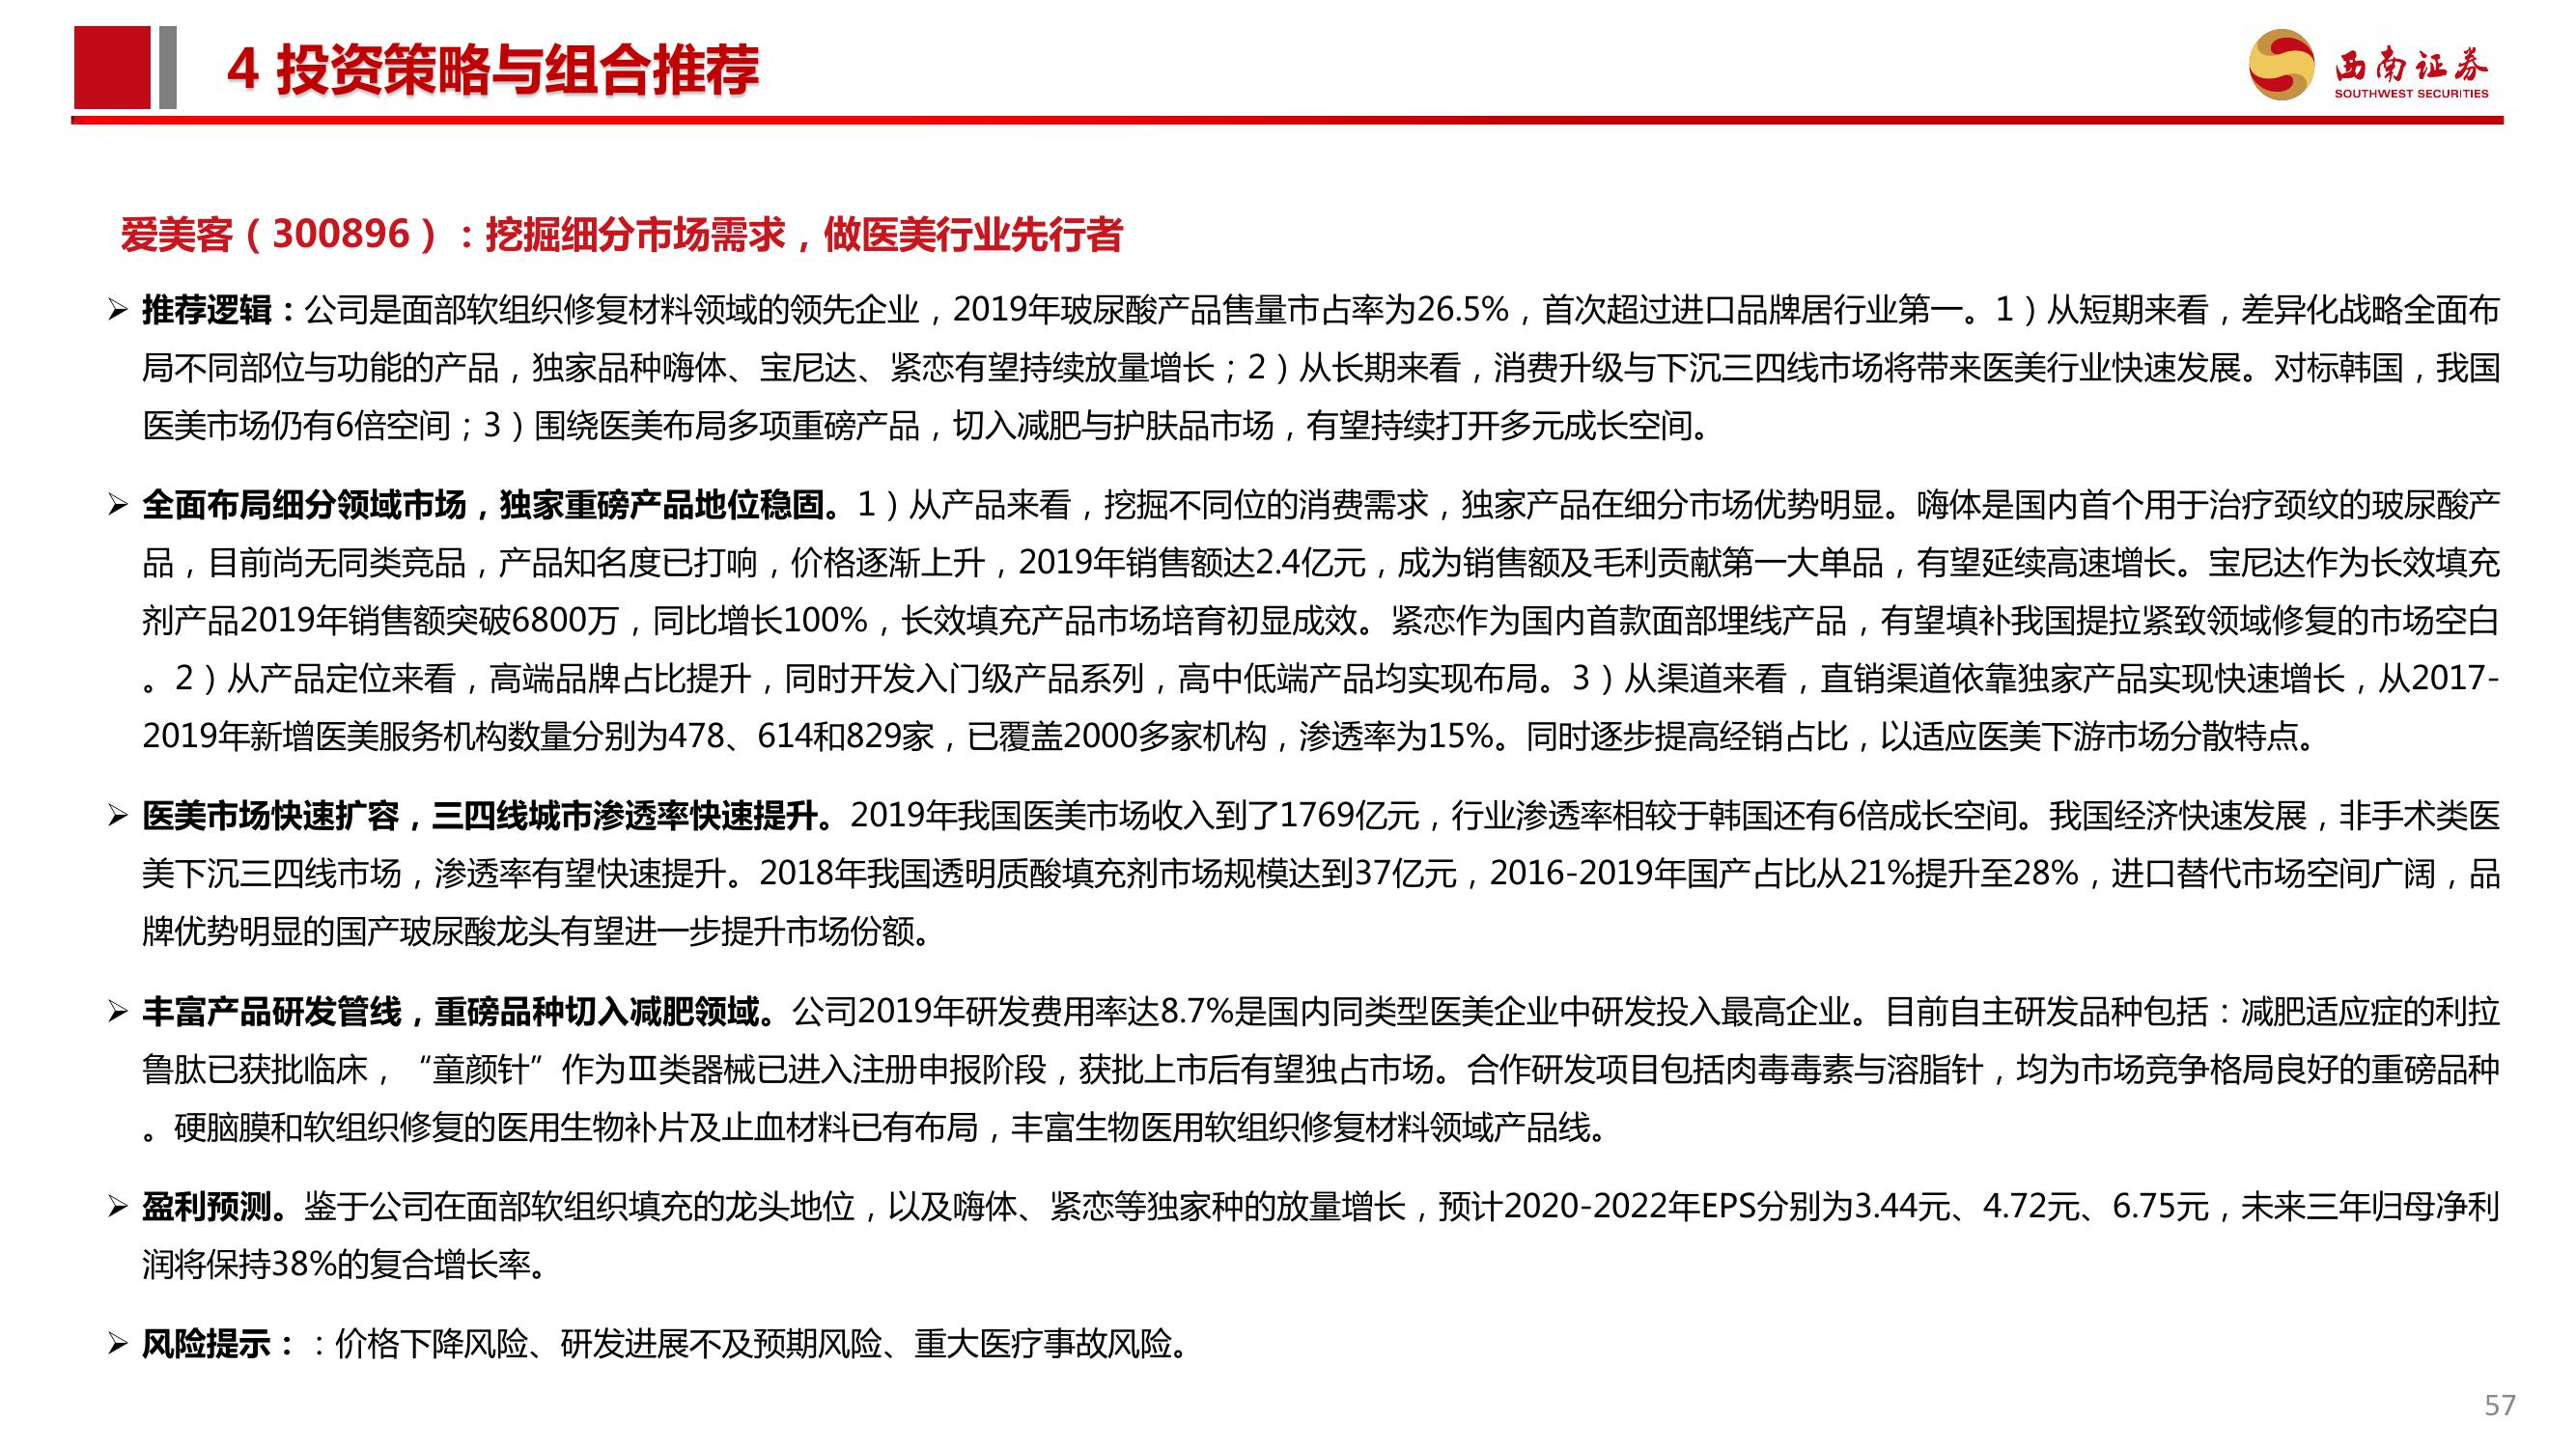 4 投资策略与组合推荐
西南证券
SOUTHWEST SECURITIES
爱美客（300896）：挖掘细分市场需求，做医美行业先行者
➢ 推荐逻辑：公司是面部软组织修复材料领域的领先企业，2019年玻尿酸产品售量市占率为26.5%，首次超过进口品牌居行业第一。1）从短期来看，差异化战略全面布
局不同部位与功能的产品，独家品种嗨体、宝尼达、紧恋有望持续放量增长；2）从长期来看，消费升级与下沉三四线市场将带来医美行业快速发展。对标韩国，我国
医美市场仍有6倍空间；3）围绕医美布局多项重磅产品，切入减肥与护肤品市场，有望持续打开多元成长空间。
➢ 全面布局细分领域市场，独家重磅产品地位稳固。1）从产品来看，挖掘不同位的消费需求，独家产品在细分市场优势明显。嗨体是国内首个用于治疗颈纹的玻尿酸产
品，目前尚无同类竞品，产品知名度已打响，价格逐渐上升，2019年销售额达2.4亿元，成为销售额及毛利贡献第一大单品，有望延续高速增长。宝尼达作为长效填充
剂产品2019年销售额突破6800万，同比增长100%，长效填充产品市场培育初显成效。紧恋作为国内首款面部埋线产品，有望填补我国提拉紧致领域修复的市场空白
。2）从产品定位来看，高端品牌占比提升，同时开发入门级产品系列，高中低端产品均实现布局。3）从渠道来看，直销渠道依靠独家产品实现快速增长，从2017-
2019年新增医美服务机构数量分别为478、614和829家，已覆盖2000多家机构，渗透率为15%。同时逐步提高经销占比，以适应医美下游市场分散特点。
➢ 医美市场快速扩容，三四线城市渗透率快速提升。2019年我国医美市场收入到了1769亿元，行业渗透率相较于韩国还有6倍成长空间。我国经济快速发展，非手术类医
美下沉三四线市场，渗透率有望快速提升。2018年我国透明质酸填充剂市场规模达到37亿元，2016-2019年国产占比从21%提升至28%，进口替代市场空间广阔，品
牌优势明显的国产玻尿酸龙头有望进一步提升市场份额。
➢ 丰富产品研发管线，重磅品种切入减肥领域。公司2019年研发费用率达8.7%是国内同类型医美企业中研发投入最高企业。目前自主研发品种包括：减肥适应症的利拉
鲁肽已获批临床，“童颜针”作为Ⅲ类器械已进入注册申报阶段，获批上市后有望独占市场。合作研发项目包括肉毒毒素与溶脂针，均为市场竞争格局良好的重磅品种
。硬脑膜和软组织修复的医用生物补片及止血材料已有布局，丰富生物医用软组织修复材料领域产品线。
➢ 盈利预测。鉴于公司在面部软组织填充的龙头地位，以及嗨体、紧恋等独家种的放量增长，预计2020-2022年EPS分别为3.44元、4.72元、6.75元，未来三年归母净利
润将保持38%的复合增长率。
➢ 风险提示：：价格下降风险、研发进展不及预期风险、重大医疗事故风险。
57